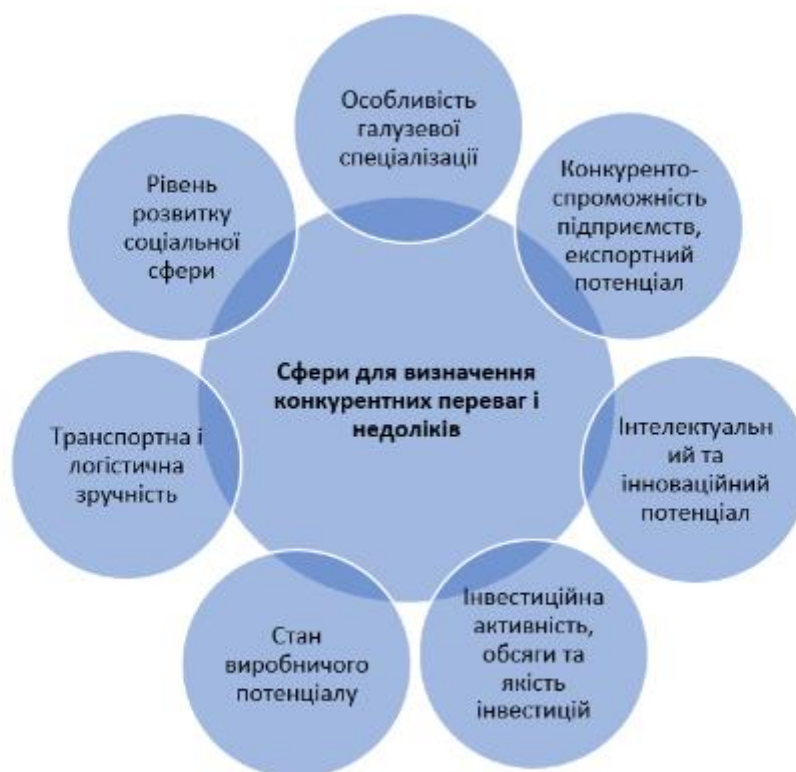 Особливість
галузевої
спеціалізації
Конкуренто-
спроможність
підприємств,
експортний
потенціал
Інтелектуальн
ий та
інноваційний
потенціал
Інвестиційна
активність,
обсяги та
якість
інвестицій
Стан
виробничого
потенціалу
Транспортна і
логістична
зручність
Рівень
розвитку
соціальної
сфери
Сфери для визначення
конкурентних переваг і
недоліків